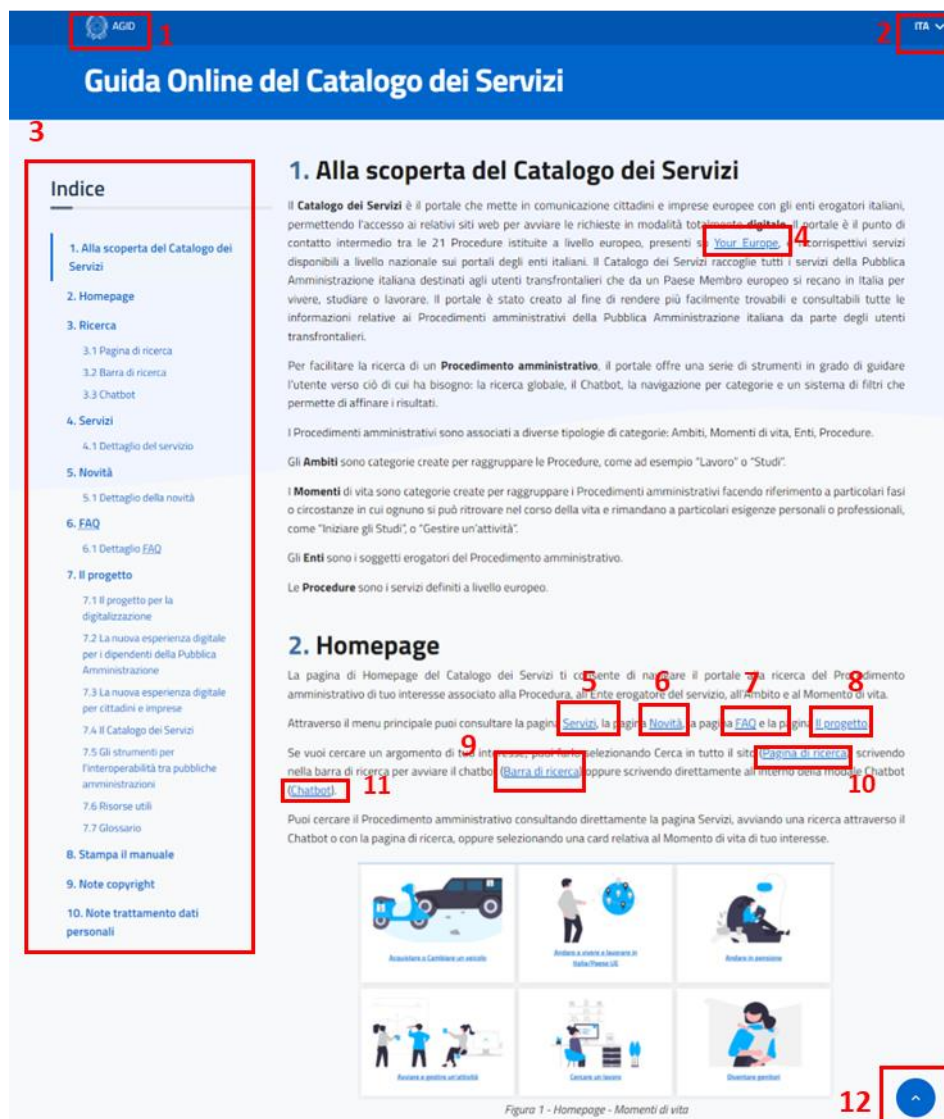 AGID
1
2
ITA
Guida Online del Catalogo dei Servizi
3
Indice
1. Alla scoperta del Catalogo dei
Servizi
2. Homepage
3. Ricerca
3.1 Pagina di ricerca
3.2 Barra di ricerca
3.3 Chatbot
4. Servizi
4.1 Dettaglio del servizio
5. Novità
5.1 Dettaglio della novità
6. FAQ
6.1 Dettaglio FAQ
7. Il progetto
7.1 Il progetto per la
digitalizzazione
7.2 La nuova esperienza digitale
per i dipendenti della Pubblica
Amministrazione
7.3 La nuova esperienza digitale
per cittadini e imprese
7.4 Il Catalogo dei Servizi
7.5 Gli strumenti per
l'interoperabilità tra pubbliche
amministrazioni
7.6 Risorse utili
7.7 Glossario
8. Stampa il manuale
9. Note copyright
10. Note trattamento dati
personali
1. Alla scoperta del Catalogo dei Servizi
Il Catalogo dei Servizi è il portale che mette in comunicazione cittadini e imprese europee con gli enti erogatori italiani,
permettendo l'accesso ai relativi siti web per avviare le richieste in modalità totalmente digitale. Il portale è il punto di
contatto intermedio tra le 21 Procedure istituite a livello europeo, presenti su Your Europe, 4 corrispettivi servizi
disponibili a livello nazionale sui portali degli enti italiani. Il Catalogo dei Servizi raccoglie tutti i servizi della Pubblica
Amministrazione italiana destinati agli utenti transfrontalieri che da un Paese Membro europeo si recano in Italia per
vivere, studiare o lavorare. Il portale è stato creato al fine di rendere più facilmente trovabili e consultabili tutte le
informazioni relative ai Procedimenti amministrativi della Pubblica Amministrazione italiana da parte degli utenti
transfrontalieri.
Per facilitare la ricerca di un Procedimento amministrativo, il portale offre una serie di strumenti in grado di guidare
l'utente verso ciò di cui ha bisogno: la ricerca globale, il Chatbot, la navigazione per categorie e un sistema di filtri che
permette di affinare i risultati.
I Procedimenti amministrativi sono associati a diverse tipologie di categorie: Ambiti, Momenti di vita, Enti, Procedure.
Gli Ambiti sono categorie create per raggruppare le Procedure, come ad esempio "Lavoro" o "Studi".
I Momenti di vita sono categorie create per raggruppare i Procedimenti amministrativi facendo riferimento a particolari fasi
o circostanze in cui ognuno si può ritrovare nel corso della vita e rimandano a particolari esigenze personali o professionali,
come "Iniziare gli Studi", o "Gestire un'attività".
Gli Enti sono i soggetti erogatori del Procedimento amministrativo.
Le Procedure sono i servizi definiti a livello europeo.
2. Homepage
La pagina di Homepage del Catalogo dei Servizi ti consente di navigare il portale alla ricerca del Procedimento
amministrativo di tuo interesse associato alla Procedura, all'Ente erogatore del servizio, all'Ambito e al Momento di vita.
5
6
7
8
Attraverso il menu principale puoi consultare la pagina Servizi, la pagina Novità, la pagina FAQ e la pagina Il progetto
9
Se vuoi cercare un argomento di tuo interesse, puoi farlo selezionando Cerca in tutto il sito (Pagina di ricerca) scrivendo
nella barra di ricerca per avviare il chatbot (Barra di ricerca) oppure scrivendo direttamente all'interno della modale Chatbot
(Chatbot).
11
10
Puoi cercare il Procedimento amministrativo consultando direttamente la pagina Servizi, avviando una ricerca attraverso il
Chatbot o con la pagina di ricerca, oppure selezionando una card relativa al Momento di vita di tuo interesse.
Acquistare o Cambiare un veicolo
Andare a vivere e lavorare in
Italia/Paese UE
Andare in pensione
Avviare e gestire un'attività
Cercare un lavoro
Diventare genitori
Figura 1 - Homepage - Momenti di vita
12